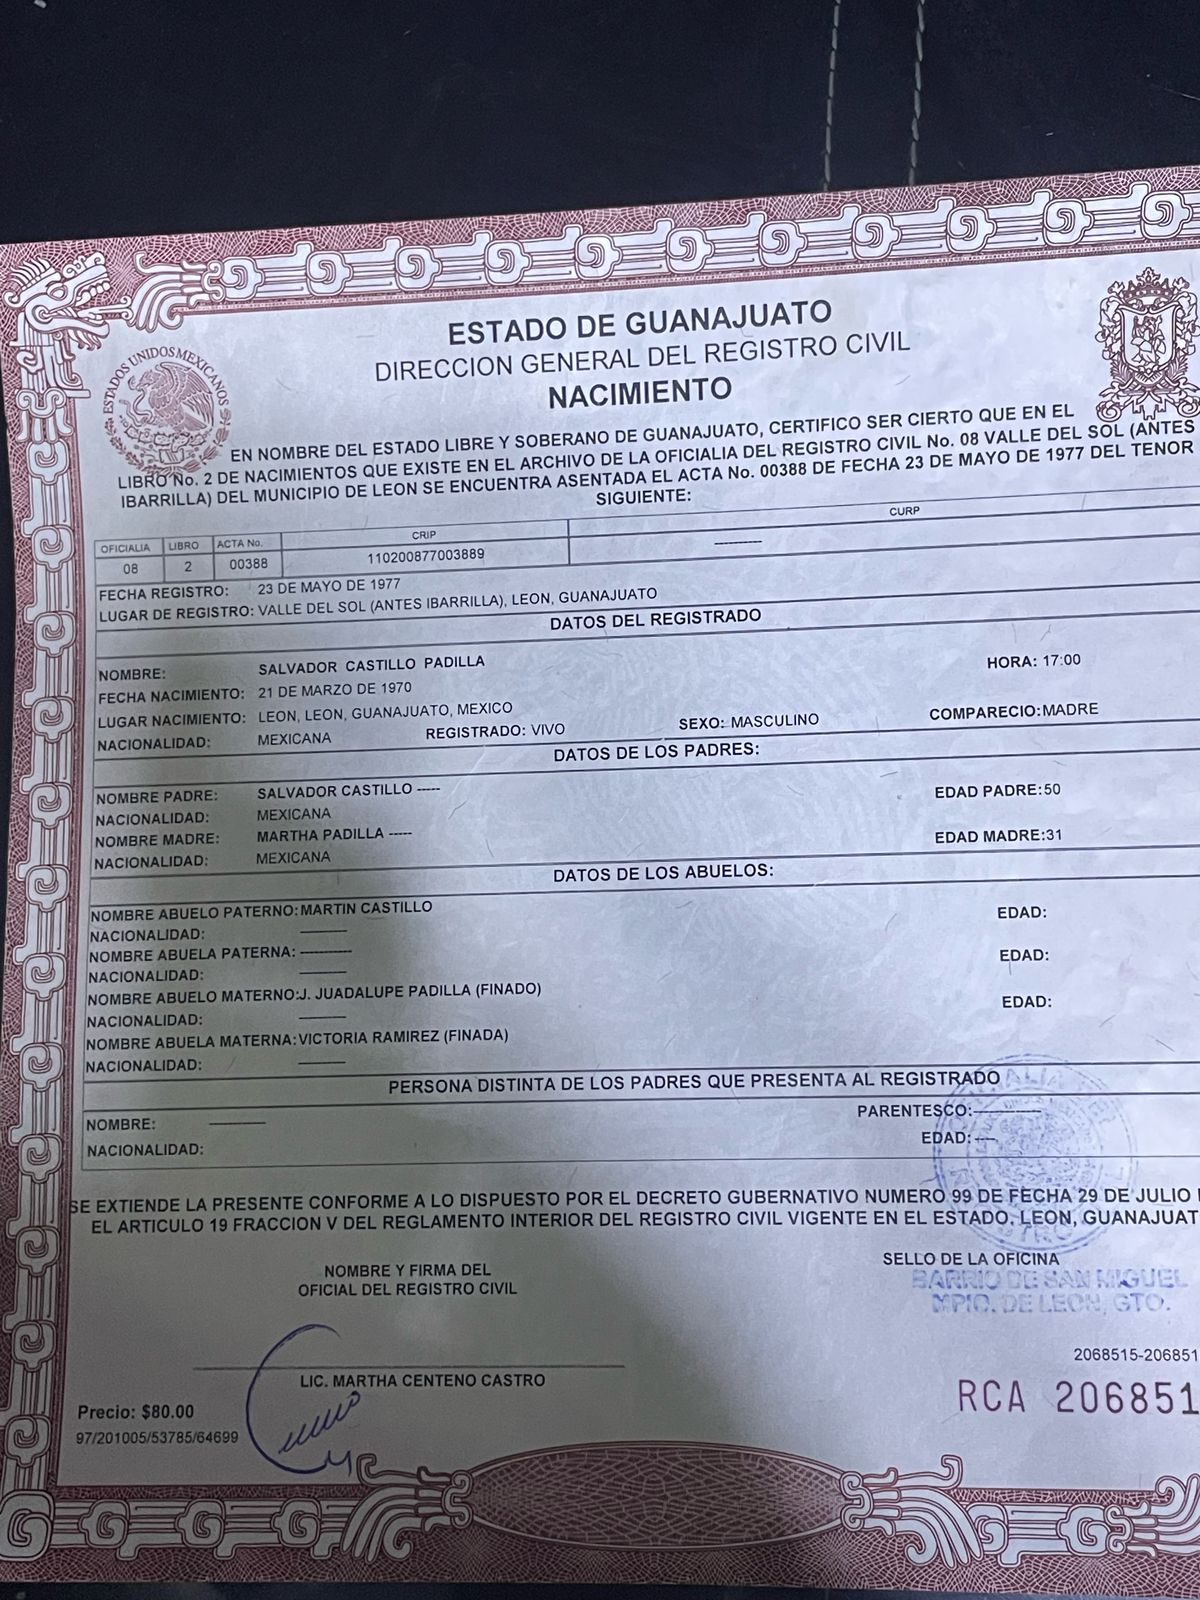 ESTADO DE GUANAJUATO
DIRECCION GENERAL DEL REGISTRO CIVIL
NACIMIENTO
ESTADOS UNIDOS MEXICANOS
EN NOMBRE DEL ESTADO LIBRE Y SOBERANO DE GUANAJUATO, CERTIFICO SER CIERTO QUE EN EL
LIBRO No. 2 DE NACIMIENTOS QUE EXISTE EN EL ARCHIVO DE LA OFICIALIA DEL REGISTRO CIVIL No. 08 VALLE DEL SOL (ANTES
IBARRILLA) DEL MUNICIPIO DE LEON SE ENCUENTRA ASENTADA EL ACTA No. 00388 DE FECHA 23 DE MAYO DE 1977 DEL TENOR
SIGUIENTE:
OFICIALIA LIBRO ACTA No. CRIP CURP
08 2 00388 110200877003889 ----------
FECHA REGISTRO: 23 DE MAYO DE 1977
LUGAR DE REGISTRO: VALLE DEL SOL (ANTES IBARRILLA), LEON, GUANAJUATO
DATOS DEL REGISTRADO
NOMBRE: SALVADOR CASTILLO PADILLA HORA: 17:00
FECHA NACIMIENTO: 21 DE MARZO DE 1970
LUGAR NACIMIENTO: LEON, LEON, GUANAJUATO, MEXICO
NACIONALIDAD: MEXICANA REGISTRADO: VIVO SEXO: MASCULINO COMPARECIO: MADRE
DATOS DE LOS PADRES:
NOMBRE PADRE: SALVADOR CASTILLO ----- EDAD PADRE: 50
NACIONALIDAD: MEXICANA
NOMBRE MADRE: MARTHA PADILLA ----- EDAD MADRE: 31
NACIONALIDAD: MEXICANA
DATOS DE LOS ABUELOS:
NOMBRE ABUELO PATERNO: MARTIN CASTILLO EDAD:
NACIONALIDAD: ----------
NOMBRE ABUELA PATERNA: ---------- EDAD:
NACIONALIDAD: ----------
NOMBRE ABUELO MATERNO: J. JUADALUPE PADILLA (FINADO) EDAD:
NACIONALIDAD: ----------
NOMBRE ABUELA MATERNA: VICTORIA RAMIREZ (FINADA)
NACIONALIDAD: ----------
PERSONA DISTINTA DE LOS PADRES QUE PRESENTA AL REGISTRADO
NOMBRE: ---------- PARENTESCO: ----------
NACIONALIDAD: EDAD: ----
SE EXTIENDE LA PRESENTE CONFORME A LO DISPUESTO POR EL DECRETO GUBERNATIVO NUMERO 99 DE FECHA 29 DE JULIO
EL ARTICULO 19 FRACCION V DEL REGLAMENTO INTERIOR DEL REGISTRO CIVIL VIGENTE EN EL ESTADO. LEON, GUANAJUAT
NOMBRE Y FIRMA DEL
OFICIAL DEL REGISTRO CIVIL
SELLO DE LA OFICINA
BARRIO DE SAN MIGUEL
MPIO. DE LEON, GTO.
LIC. MARTHA CENTENO CASTRO
2068515-206851
RCA 206851
Precio: $80.00
97/201005/53785/64699